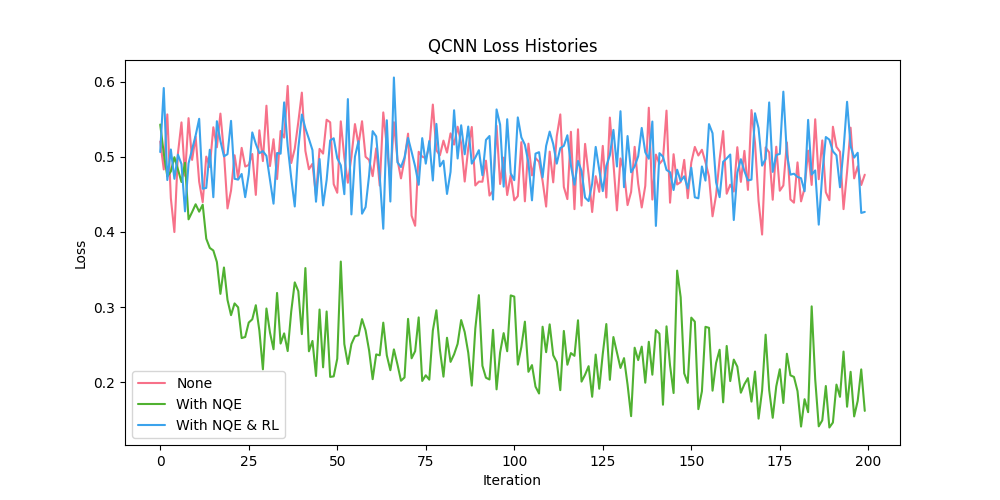 QCNN Loss Histories
Loss
0.6
0.5
0.4
0.3
0.2
None
With NQE
With NQE & RL
0 25 50 75 100 125 150 175 200
Iteration